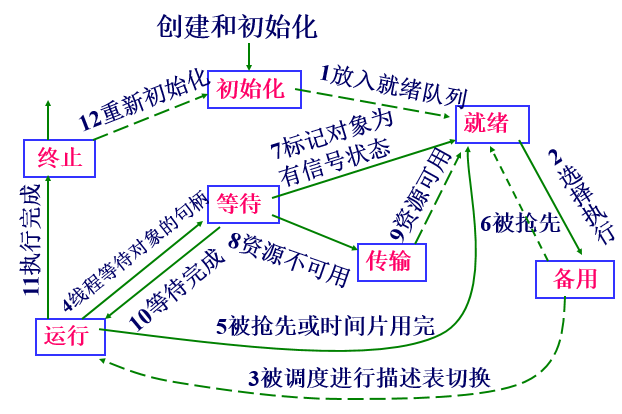 创建和初始化
初始化
1放入就绪队列
12重新初始化
就绪
7标记对象为
有信号状态
终止
2选择执行
9资源可用
等待
6被抢先
4线程等待对象的句柄
8资源不可用
传输
备用
11执行完成
10等待完成
运行
5被抢先或时间片用完
3被调度进行描述表切换